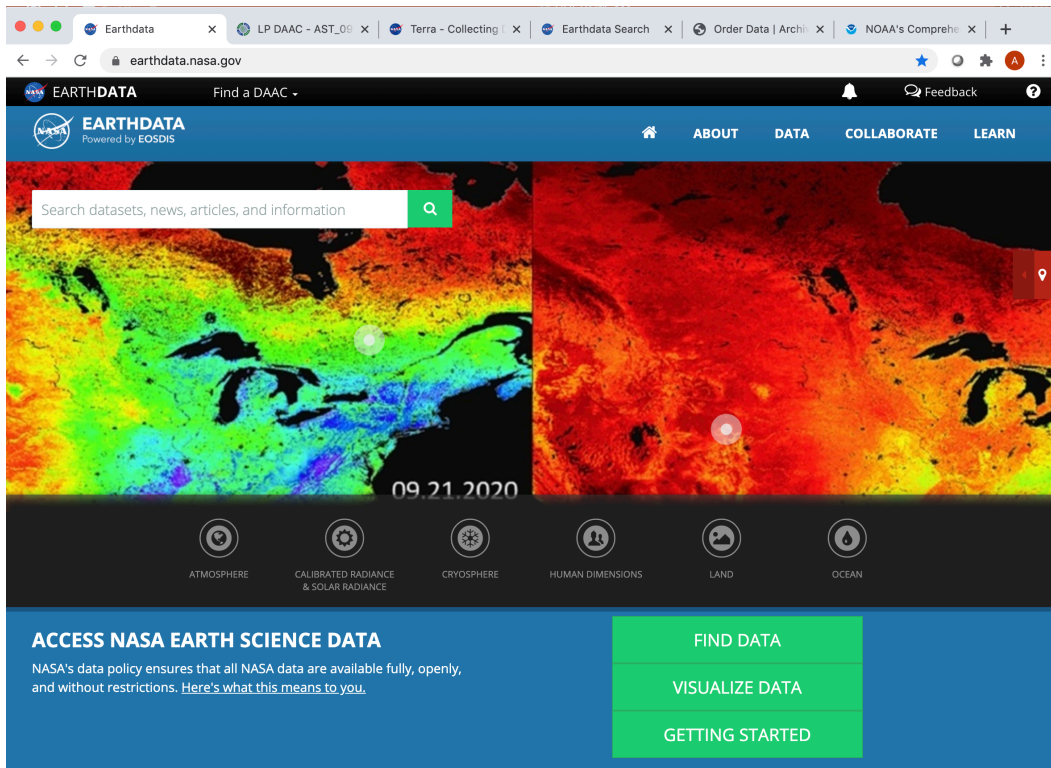 Earthdata
LP DAAC - AST_09
Terra - Collecting
Earthdata Search
Order Data | Archiv
NOAA's Comprehe
earthdata.nasa.gov
A
NASA
EARTHDATA
Find a DAAC
Feedback
?
NASA
EARTHDATA
Powered by EOSDIS
ABOUT
DATA
COLLABORATE
LEARN
Search datasets, news, articles, and information
09.21.2020
ATMOSPHERE
CALIBRATED RADIANCE
& SOLAR RADIANCE
CRYOSPHERE
HUMAN DIMENSIONS
LAND
OCEAN
ACCESS NASA EARTH SCIENCE DATA
NASA's data policy ensures that all NASA data are available fully, openly,
and without restrictions. Here's what this means to you.
FIND DATA
VISUALIZE DATA
GETTING STARTED